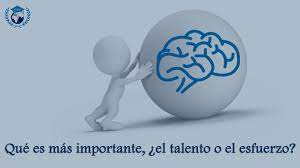 Qué es más importante, ¿el talento o el esfuerzo?